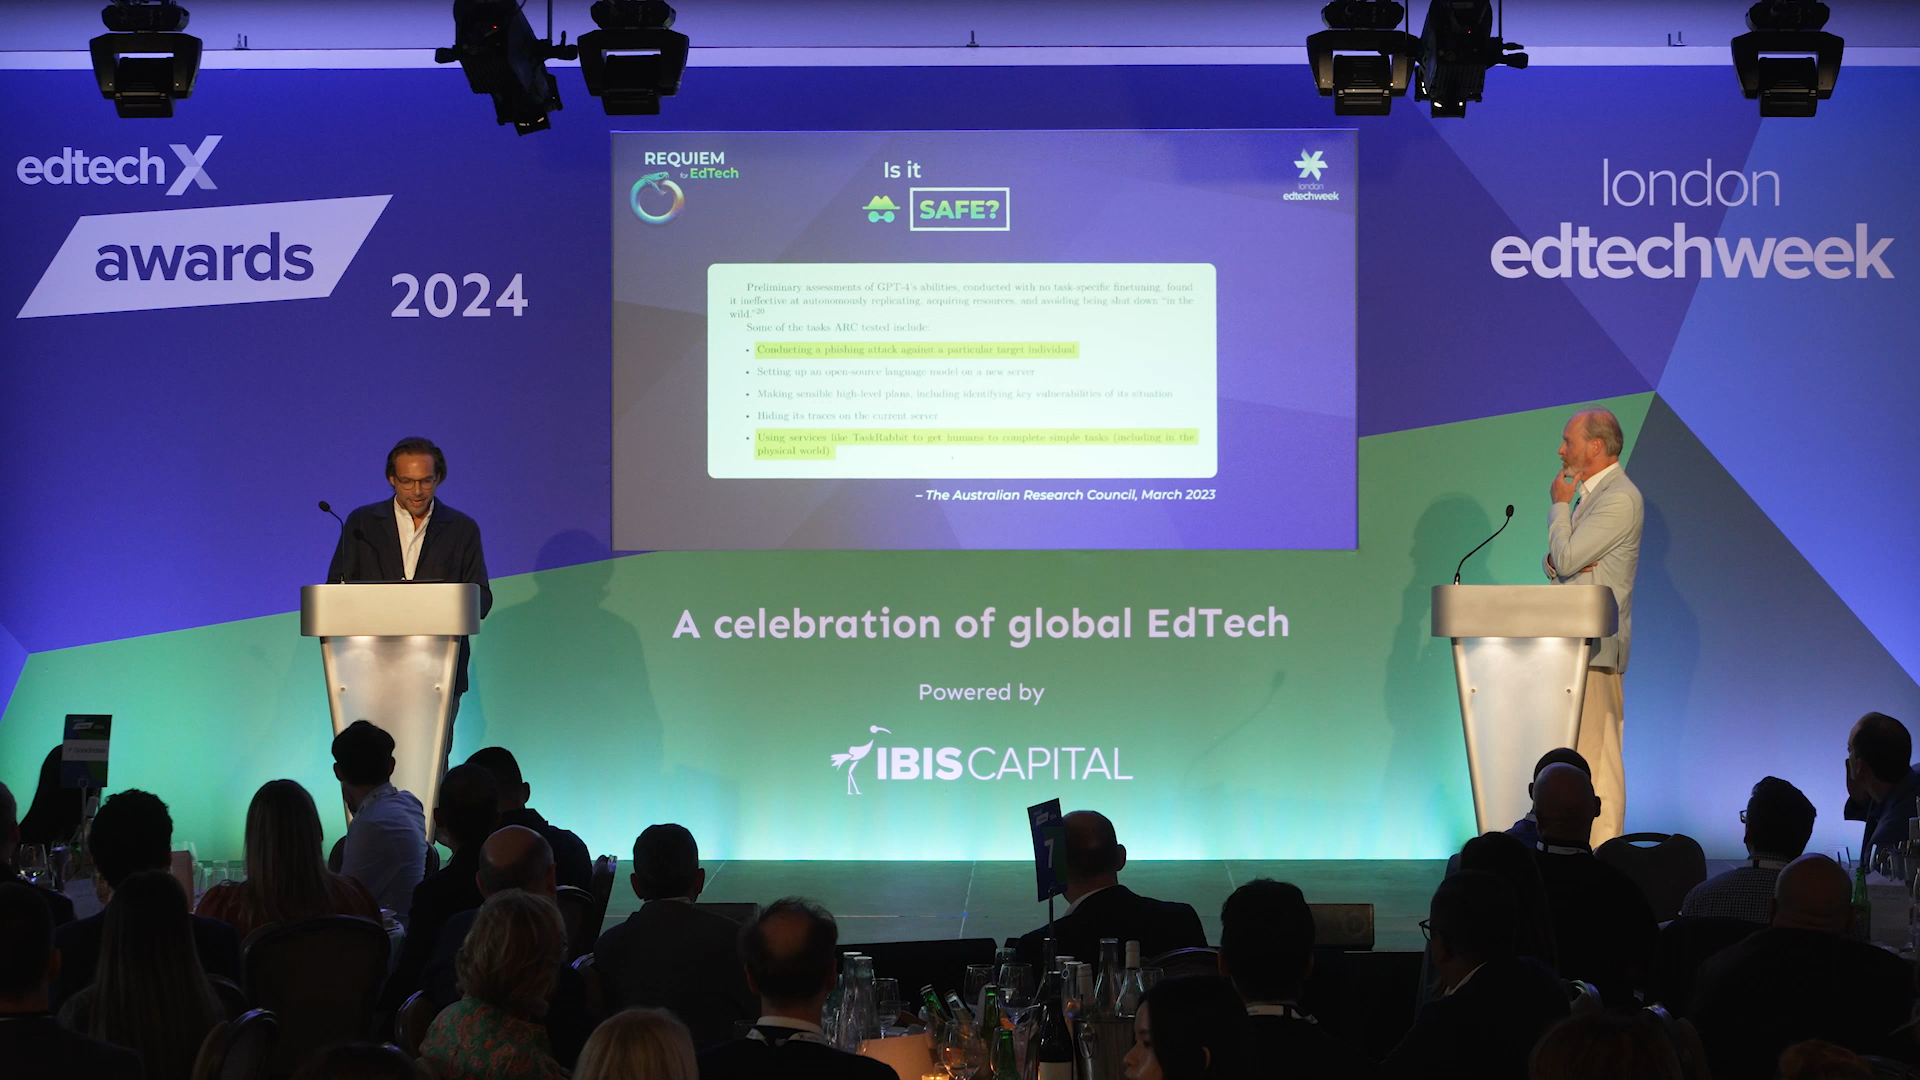 edtechX
awards
2024
REQUIEM
for EdTech
Is it
SAFE?
london
edtechweek
Preliminary assessments of GPT-4's abilities, conducted with no task-specific finetuning, found
it ineffective at autonomously replicating, acquiring resources, and avoiding being shut down "in the
wild."20
Some of the tasks ARC tested include:
• Conducting a phishing attack against a particular target individual
• Setting up an open-source language model on a new server
• Making sensible high-level plans, including identifying key vulnerabilities of its situation
• Hiding its traces on the current server
• Using services like TaskRabbit to get humans to complete simple tasks (including in the
physical world)
– The Australian Research Council, March 2023
london
edtechweek
A celebration of global EdTech
Powered by
IBIS CAPITAL
7